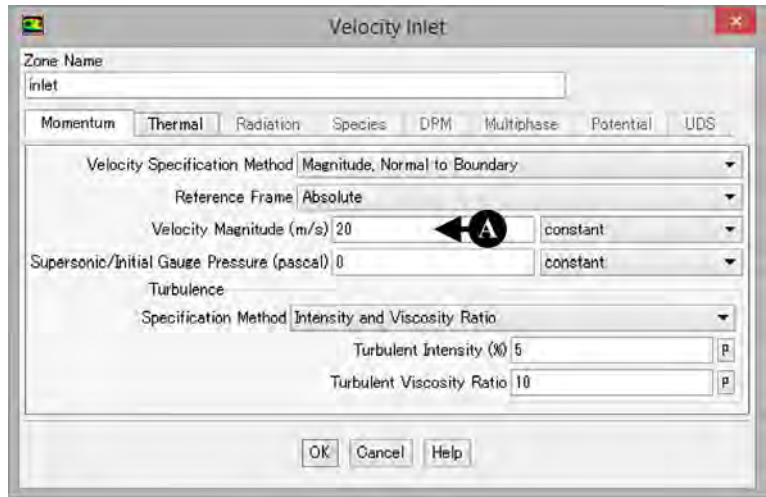 Velocity Inlet
Zone Name
inlet
Momentum Thermal Radiation Species DPM Multiphase Potential UDS
Velocity Specification Method Magnitude, Normal to Boundary
Reference Frame Absolute
Velocity Magnitude (m/s) 20 A constant
Supersonic/Initial Gauge Pressure (pascal) 0 constant
Turbulence
Specification Method Intensity and Viscosity Ratio
Turbulent Intensity (%) 5 P
Turbulent Viscosity Ratio 10 P
OK Cancel Help